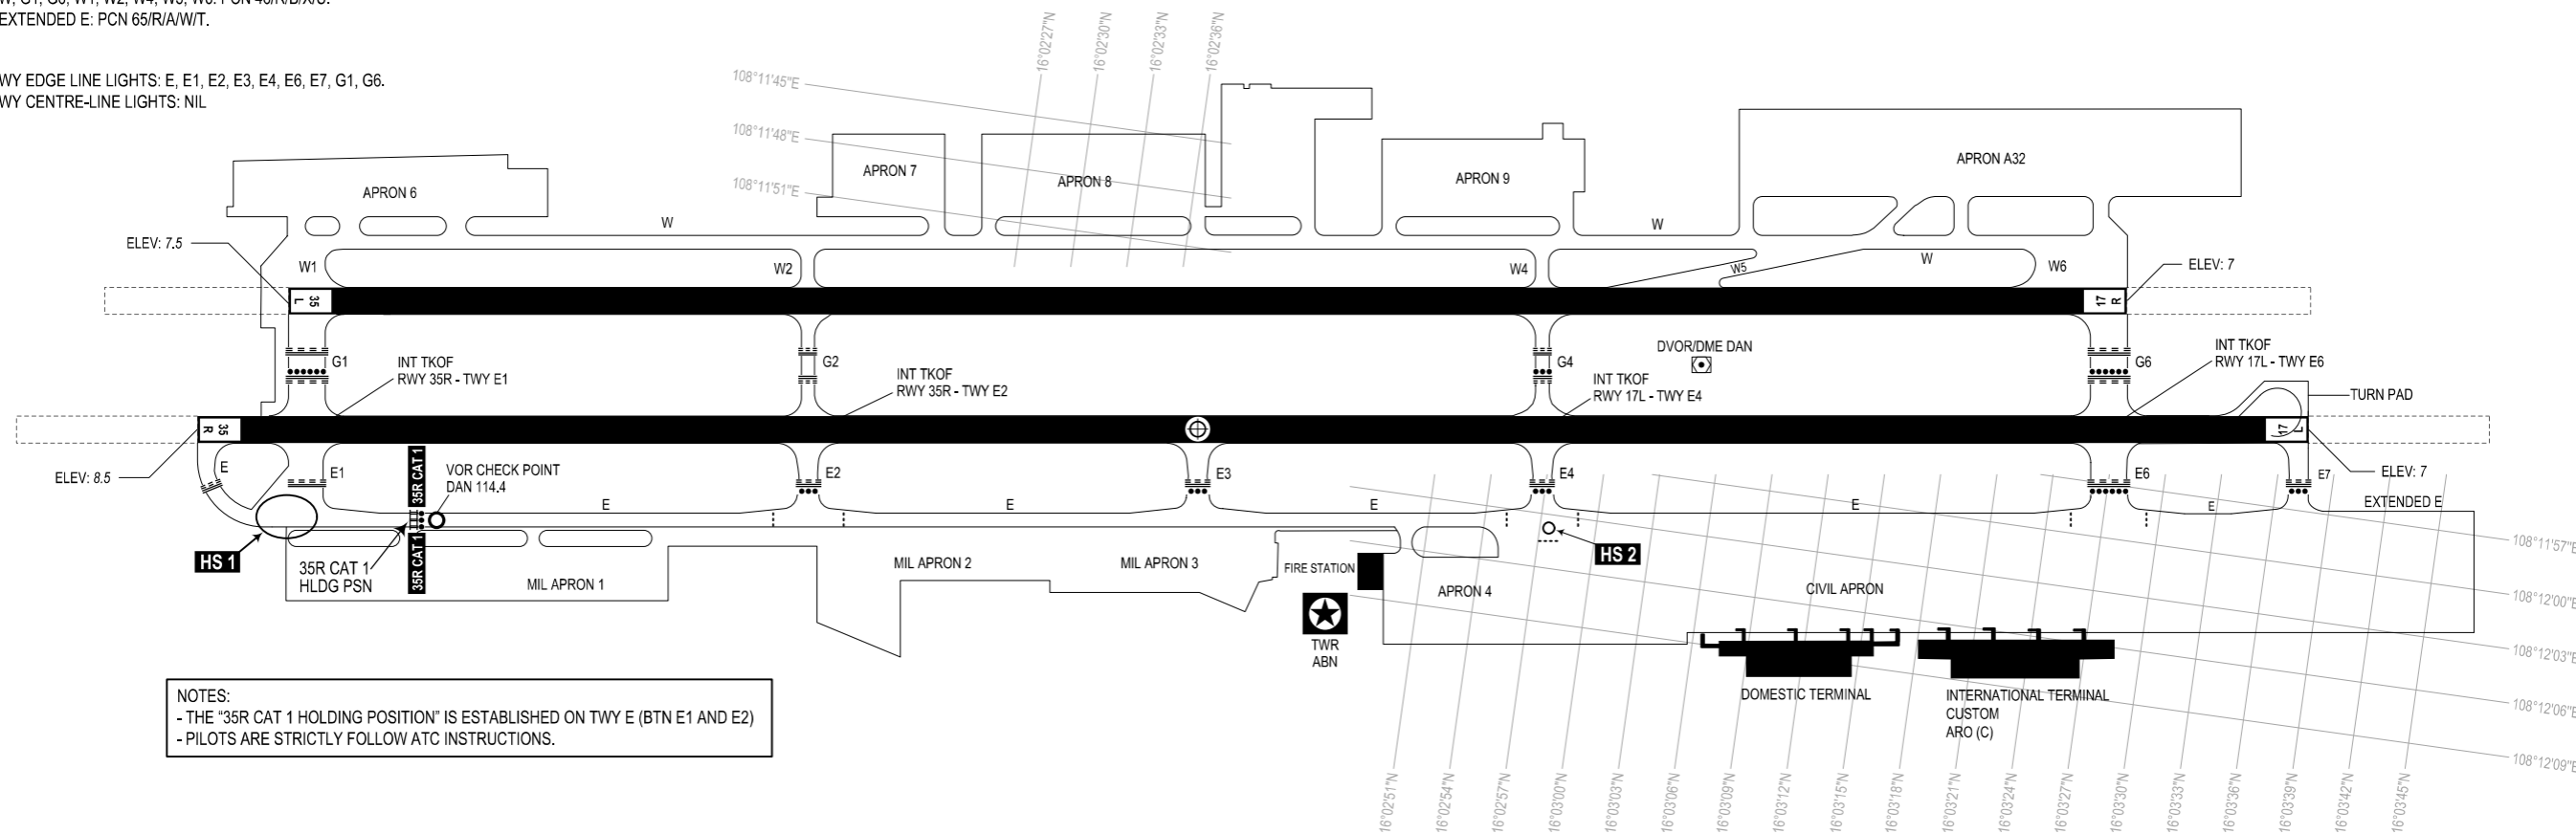 EXTENDED E: PCN 65/R/A/W/T.
WY EDGE LINE LIGHTS: E, E1, E2, E3, E4, E6, E7, G1, G6.
WY CENTRE-LINE LIGHTS: NIL
16°02'27"N
16°02'30"N
16°02'33"N
16°02'36"N
108°11'45"E
108°11'48"E
108°11'51"E
APRON 6
APRON 7
APRON 8
APRON 9
APRON A32
W
W
ELEV: 7.5
W1
W2
W4
W5
W
W6
ELEV: 7
35
L
17
R
G1
INT TKOF
RWY 35R - TWY E1
G2
INT TKOF
RWY 35R - TWY E2
G4
INT TKOF
RWY 17L - TWY E4
DVOR/DME DAN
G6
INT TKOF
RWY 17L - TWY E6
TURN PAD
35
R
17
L
ELEV: 8.5
E
E1
35R CAT 1
VOR CHECK POINT
DAN 114.4
E2
E3
E4
E6
E7
ELEV: 7
E
E
E
E
E
EXTENDED E
HS 1
35R CAT 1
HLDG PSN
35R CAT 1
MIL APRON 1
MIL APRON 2
MIL APRON 3
FIRE STATION
HS 2
APRON 4
CIVIL APRON
TWR
ABN
DOMESTIC TERMINAL
INTERNATIONAL TERMINAL
CUSTOM
ARO (C)
108°11'57"E
108°12'00"E
108°12'03"E
108°12'06"E
108°12'09"E
NOTES:
- THE “35R CAT 1 HOLDING POSITION” IS ESTABLISHED ON TWY E (BTN E1 AND E2)
- PILOTS ARE STRICTLY FOLLOW ATC INSTRUCTIONS.
16°02'51"N
16°02'54"N
16°02'57"N
16°03'00"N
16°03'03"N
16°03'06"N
16°03'09"N
16°03'12"N
16°03'15"N
16°03'18"N
16°03'21"N
16°03'24"N
16°03'27"N
16°03'30"N
16°03'33"N
16°03'36"N
16°03'39"N
16°03'42"N
16°03'45"N